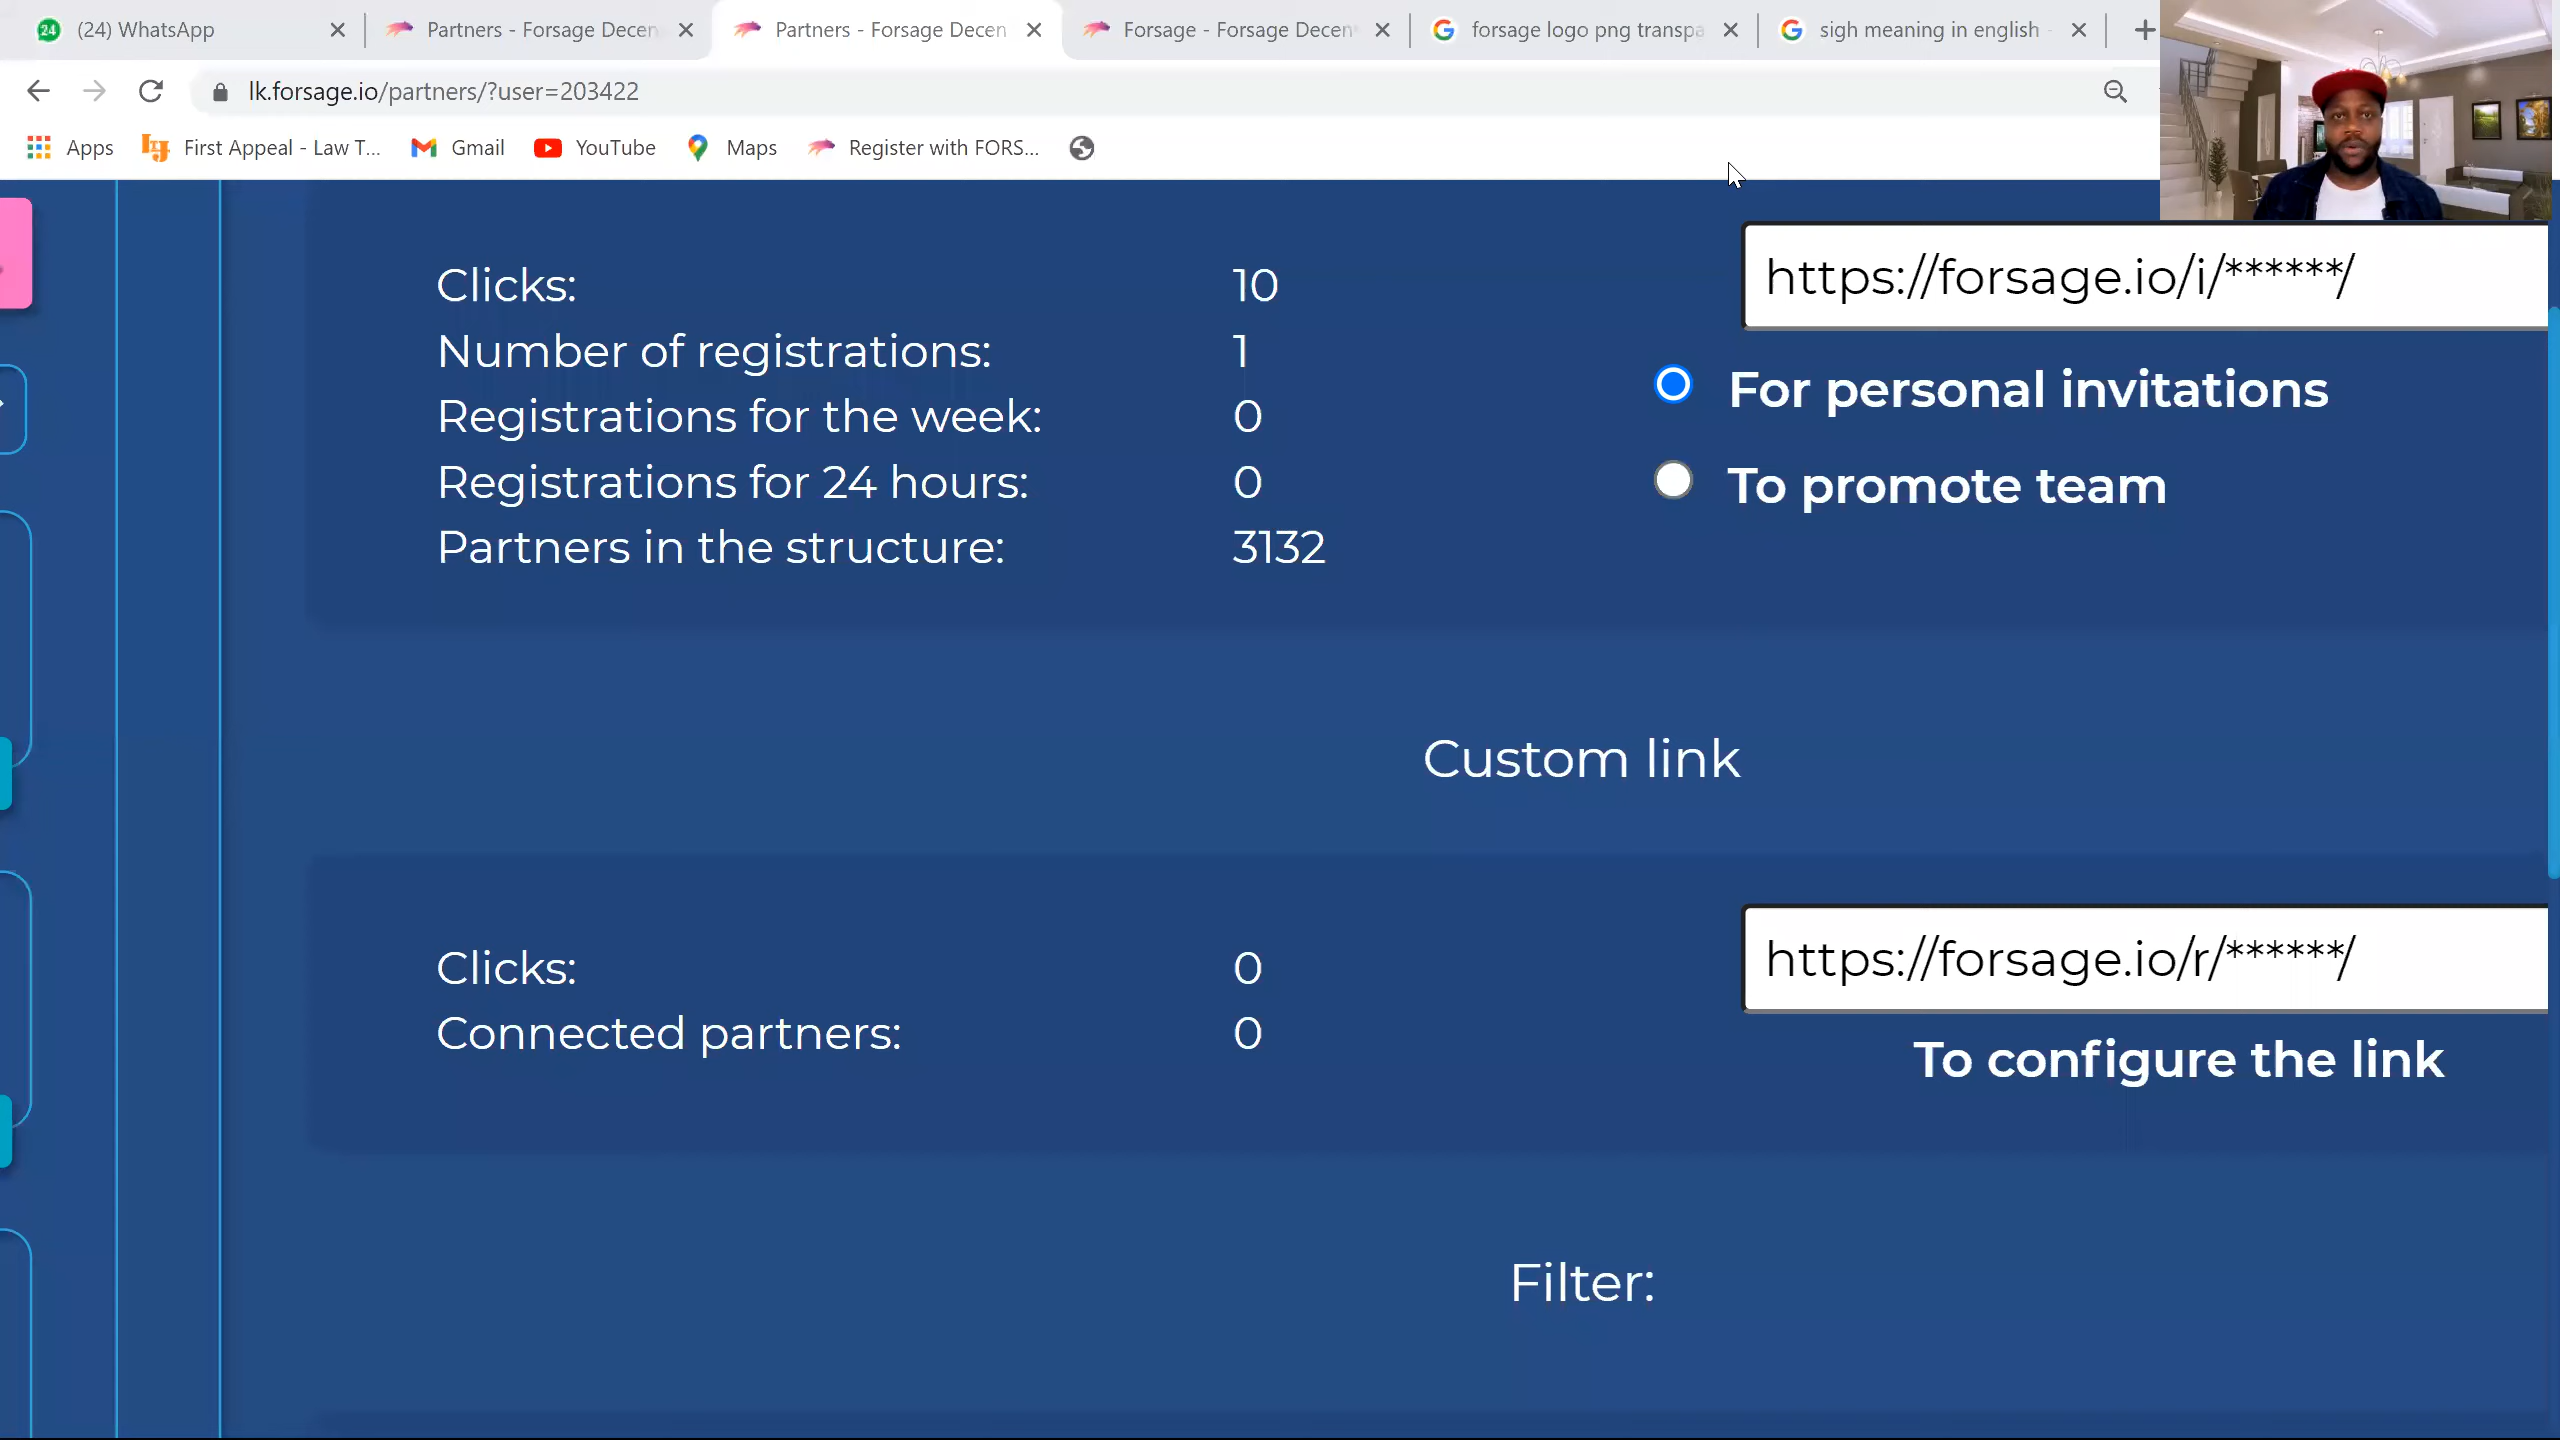 24
(24) WhatsApp
Partners - Forsage Decen
Partners - Forsage Decen
Forsage - Forsage Decen
forsage logo png transpa
sigh meaning in english -
lk.forsage.io/partners/?user=203422
Apps
First Appeal - Law T...
Gmail
YouTube
Maps
Register with FORS...
Clicks: 10
Number of registrations: 1
Registrations for the week: 0
Registrations for 24 hours: 0
Partners in the structure: 3132
https://forsage.io/i/******/
For personal invitations
To promote team
Custom link
Clicks: 0
Connected partners: 0
https://forsage.io/r/******/
To configure the link
Filter: